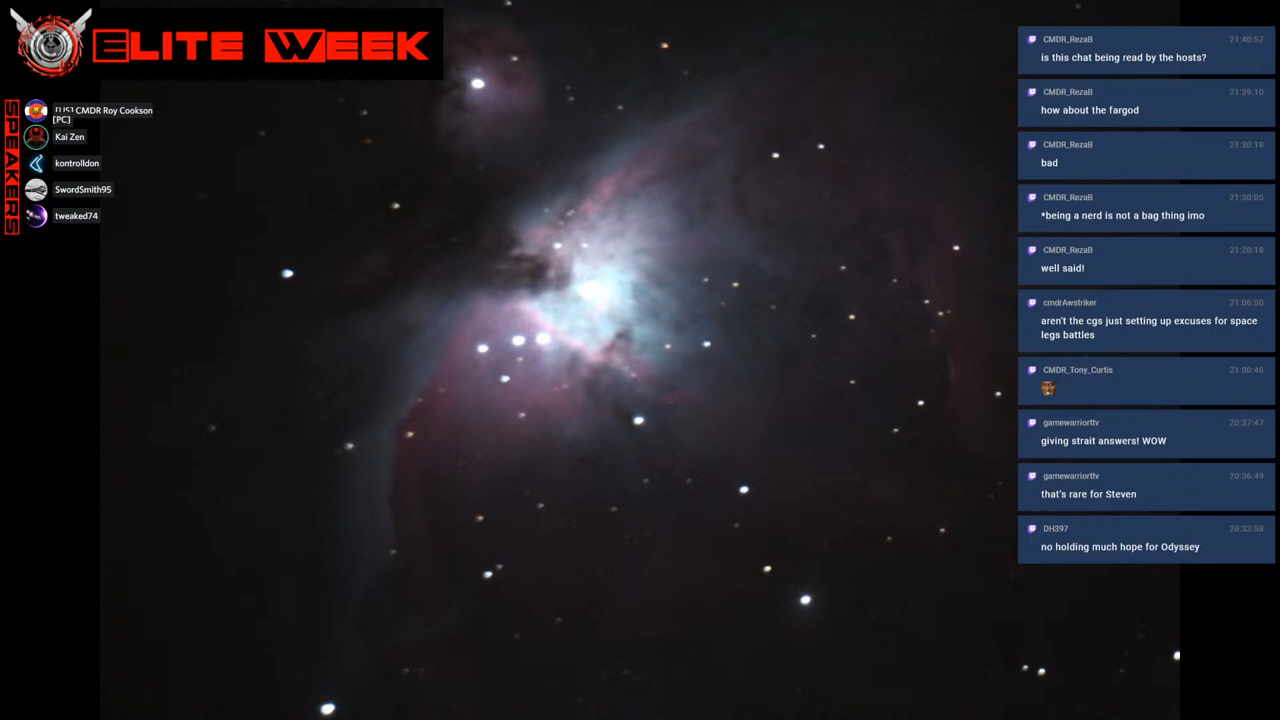 ELITE WEEK
SPEAKERS
[US] CMDR Roy Cookson
[PC]
Kai Zen
kontrolldon
SwordSmith95
tweaked74
CMDR_RezaB 21:40:57
is this chat being read by the hosts?
CMDR_RezaB 21:39:10
how about the fargod
CMDR_RezaB 21:30:18
bad
CMDR_RezaB 21:30:05
*being a nerd is not a bag thing imo
CMDR_RezaB 21:20:18
well said!
cmdrAwstriker 21:06:50
aren't the cgs just setting up excuses for space
legs battles
CMDR_Tony_Curtis 21:00:46
gamewarriorttv 20:37:47
giving strait answers! WOW
gamewarriorttv 20:36:49
that's rare for Steven
DH397 20:33:58
no holding much hope for Odyssey